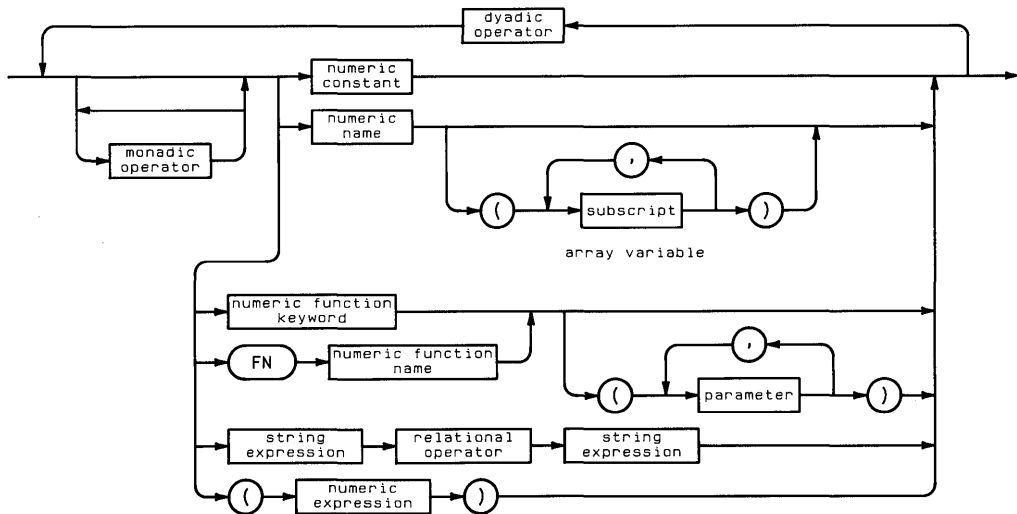 dyadic
operator
numeric
constant
numeric
name
monadic
operator
,
(
subscript
)
array variable
numeric function
keyword
FN
numeric function
name
,
(
parameter
)
string
expression
relational
operator
string
expression
(
numeric
expression
)